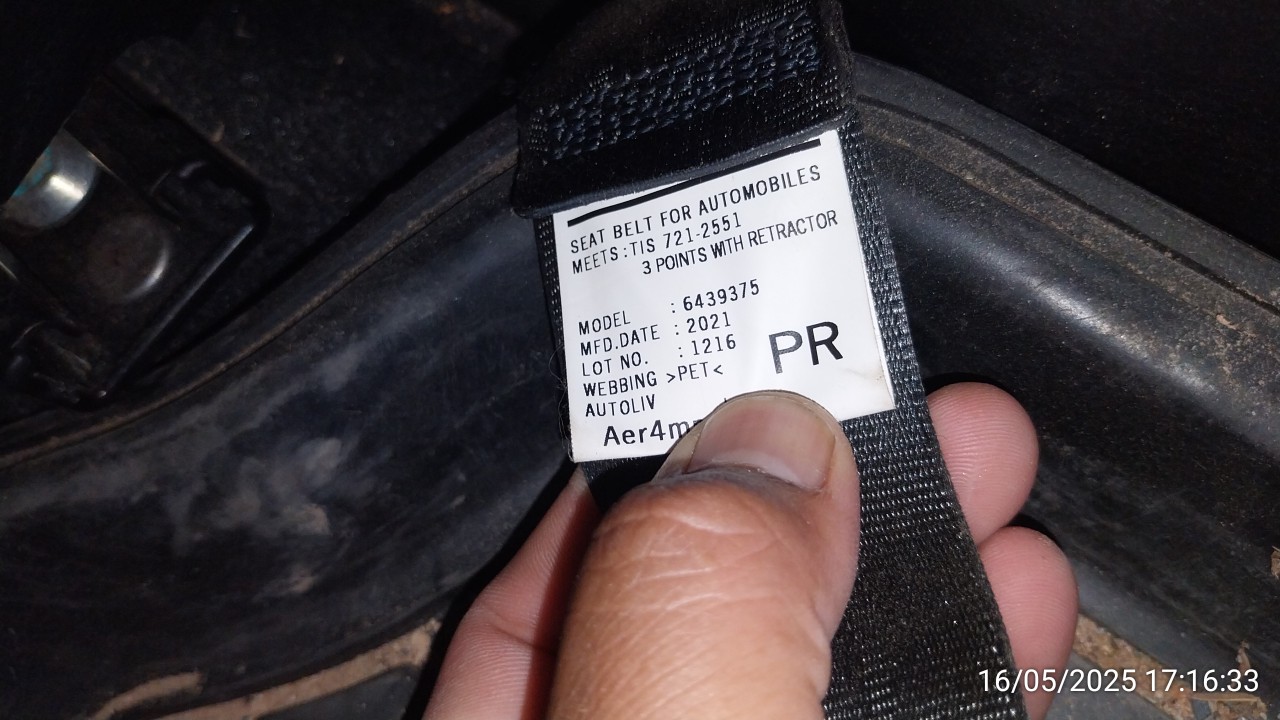 SEAT BELT FOR AUTOMOBILES
MEETS : TIS 721-2551
3 POINTS WITH RETRACTOR
MODEL : 6439375
MFD.DATE : 2021
LOT NO. : 1216
WEBBING >PET<
PR
AUTOLIV
16/05/2025 17:16:33